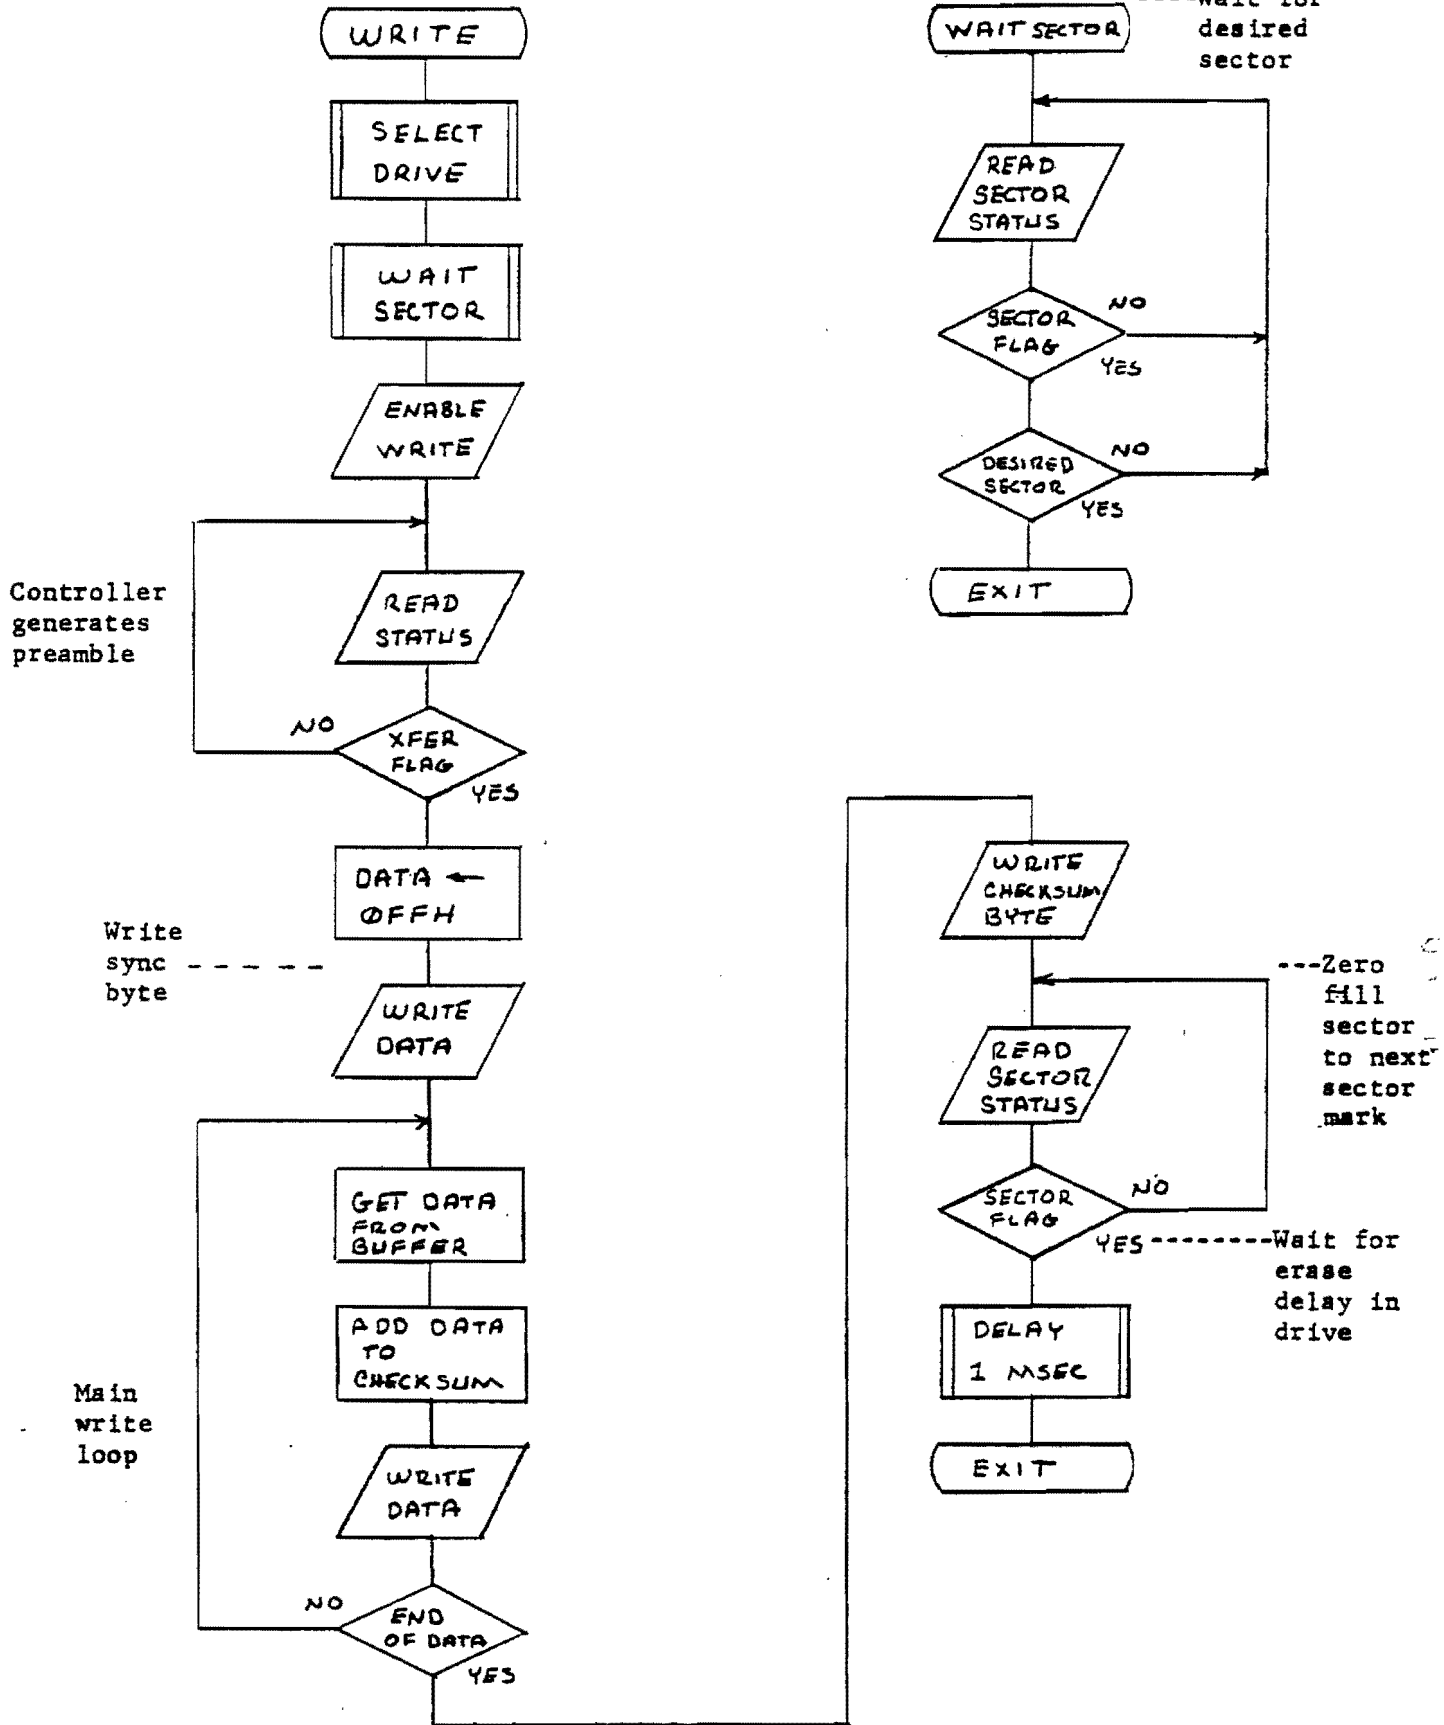 WRITE
SELECT
DRIVE
WAIT
SECTOR
ENABLE
WRITE
Controller
generates
preamble
READ
STATUS
NO
XFER
FLAG
YES
DATA ←
ØFFH
Write
sync
byte
WRITE
DATA
GET DATA
FROM
BUFFER
ADD DATA
TO
CHECKSUM
Main
write
loop
WRITE
DATA
NO
END
OF DATA
YES
WAIT SECTOR
Wait for
desired
sector
READ
SECTOR
STATUS
SECTOR
FLAG
NO
YES
DESIRED
SECTOR
NO
YES
EXIT
WRITE
CHECKSUM
BYTE
Zero
fill
sector
to next
sector
mark
READ
SECTOR
STATUS
SECTOR
FLAG
NO
YES
Wait for
erase
delay in
drive
DELAY
1 MSEC
EXIT